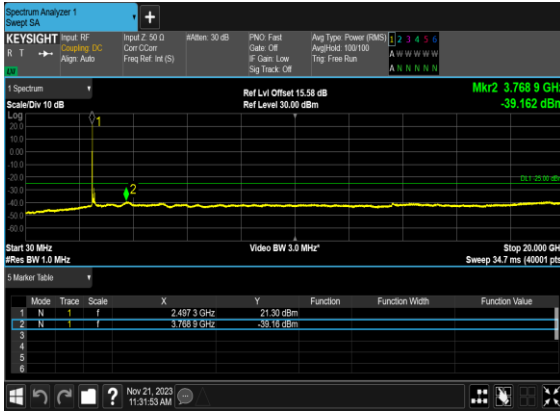 Spectrum Analyzer 1
Swept SA
+
KEYSIGHT Input: RF Input Z: 50 Ω #Atten: 30 dB PNO: Fast Avg Type: Power (RMS) 1 2 3 4 5 6
R T Coupling: DC Corr CCorr Gate: Off Avg|Hold: 100/100 A W W W W W
Align: Auto Freq Ref: Int (S) IF Gain: Low Trig: Free Run
Sig Track: Off A N N N N N
1 Spectrum
Scale/Div 10 dB
Ref Lvl Offset 15.58 dB
Ref Level 30.00 dBm
Mkr2 3.768 9 GHz
-39.162 dBm
Log
20.0
10.0
0.00
-10.0
-20.0
-30.0
-40.0
-50.0
-60.0
1
2
Start 30 MHz Video BW 3.0 MHz* Stop 20.000 GH
#Res BW 1.0 MHz Sweep 34.7 ms (40001 pts
5 Marker Table
Mode Trace Scale X Y Function Function Width Function Value
1 N 1 f 2.497 3 GHz 21.30 dBm
2 N 1 f 3.768 9 GHz -39.16 dBm
3
4
5
6
? Nov 21, 2023
11:31:53 AM